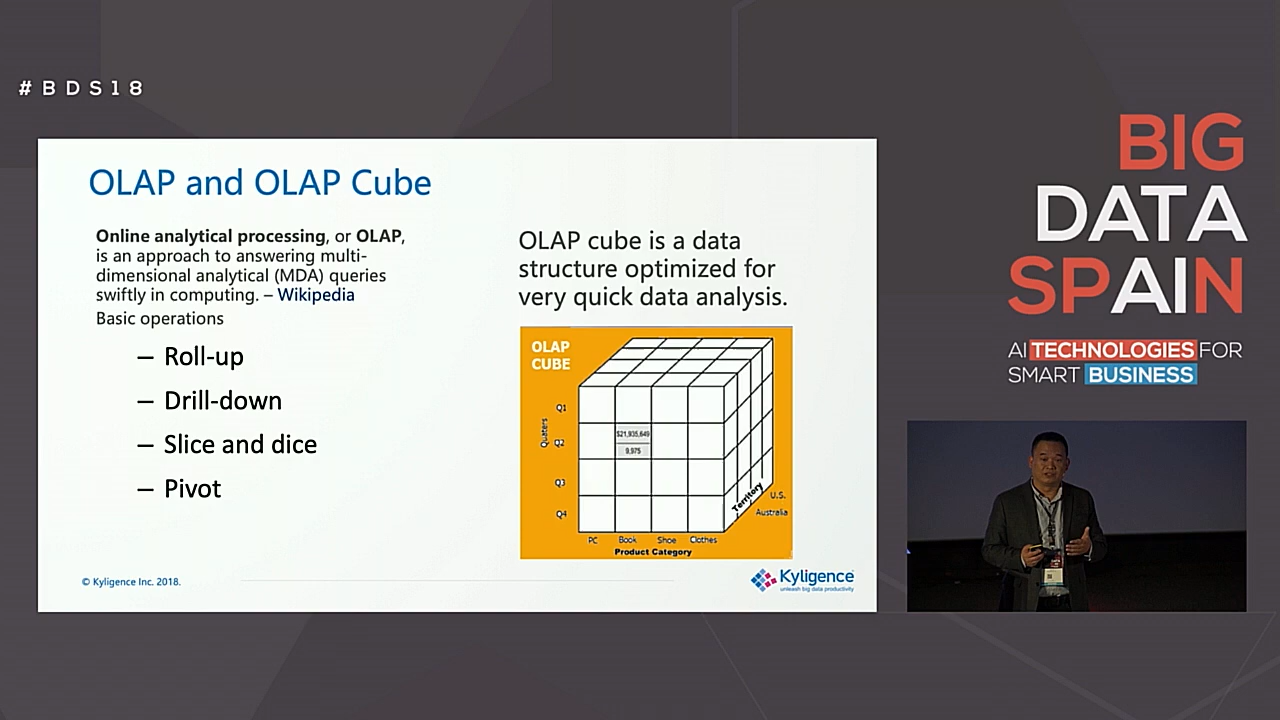 #BDS18
OLAP and OLAP Cube
Online analytical processing, or OLAP,
is an approach to answering multi-
dimensional analytical (MDA) queries
swiftly in computing. – Wikipedia
Basic operations
– Roll-up
– Drill-down
– Slice and dice
– Pivot
OLAP cube is a data
structure optimized for
very quick data analysis.
OLAP
CUBE
Quaters
Q1
Q2
Q3
Q4
$21,935,649
9,975
Territory
U.S.
Australia
PC Book Shoe Clothes
Product Category
© Kyligence Inc. 2018.
Kyligence
unleash big data productivity
BIG
DATA
SPAIN
AI TECHNOLOGIES FOR
SMART BUSINESS